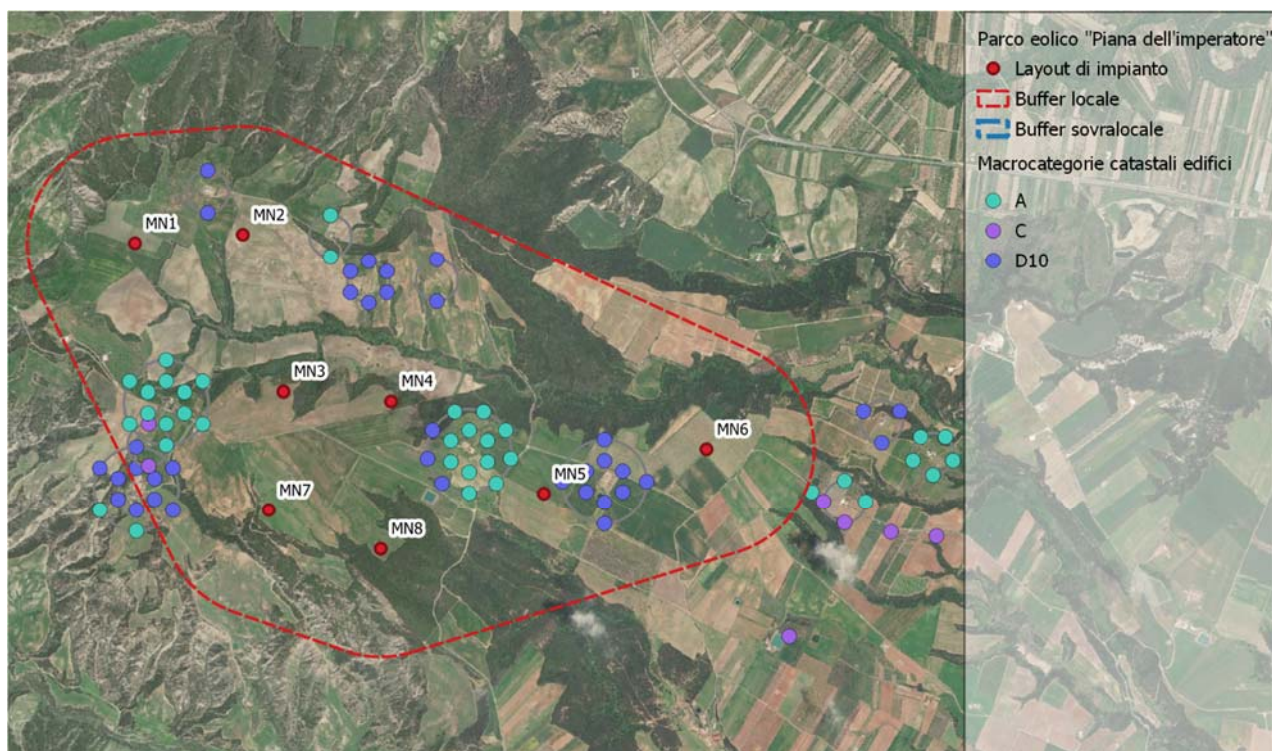 Parco eolico "Piana dell'imperatore"
Layout di impianto
Buffer locale
Buffer sovralocale
Macrocategorie catastali edifici
A
C
D10
MN1
MN2
MN3
MN4
MN6
MN5
MN7
MN8